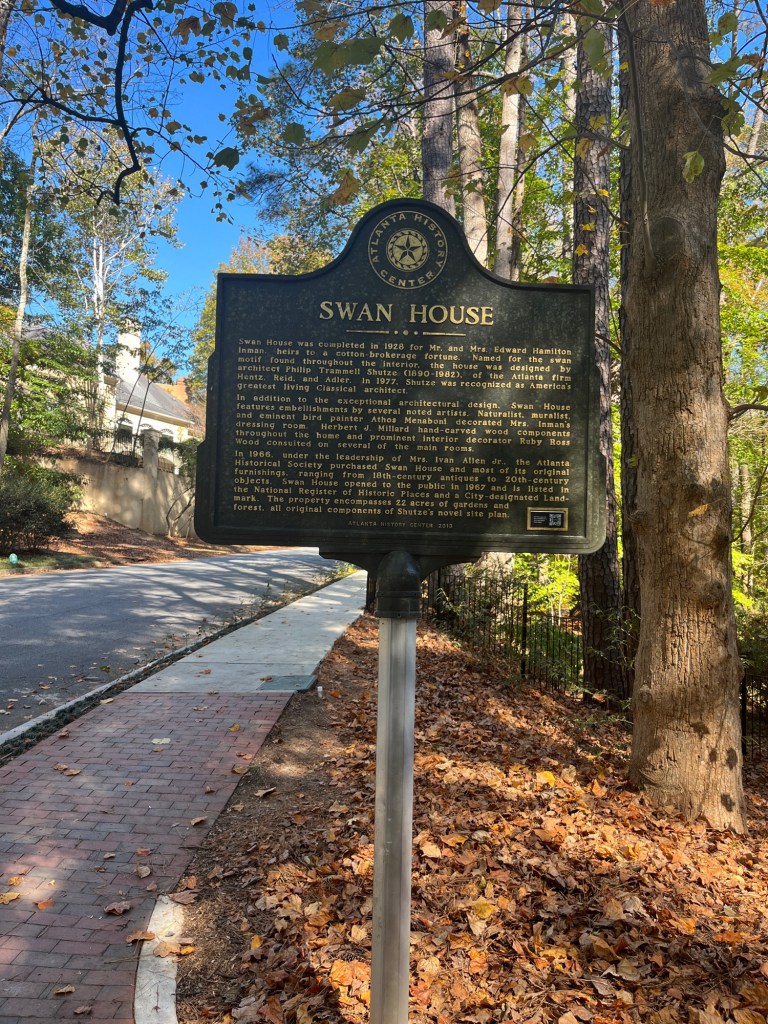 ATLANTA HISTORY
CENTER
SWAN HOUSE
Swan House was completed in 1928 for Mr. and Mrs. Edward Hamilton
Inman, heirs to a cotton-brokerage fortune. Named for the swan
motif found throughout the interior, the house was designed by
architect Philip Trammell Shutze (1890-1982), of the Atlanta firm
Hentz, Reid, and Adler. In 1977, Shutze was recognized as America's
greatest living Classical architect.
In addition to the exceptional architectural design, Swan House
features embellishments by several noted artists. Naturalist, muralist,
and eminent bird painter Athos Menaboni decorated Mrs. Inman's
dressing room. Herbert J. Millard hand-carved wood components
throughout the home and prominent interior decorator Ruby Ross
Wood consulted on several of the main rooms.
In 1966, under the leadership of Mrs. Ivan Allen Jr., the Atlanta
Historical Society purchased Swan House and most of its original
furnishings, ranging from 18th-century antiques to 20th-century
objects. Swan House opened to the public in 1967 and is listed in
the National Register of Historic Places and a City-designated Land-
mark. The property encompasses 22 acres of gardens and
forest, all original components of Shutze's novel site plan.
ATLANTA HISTORY CENTER 2013